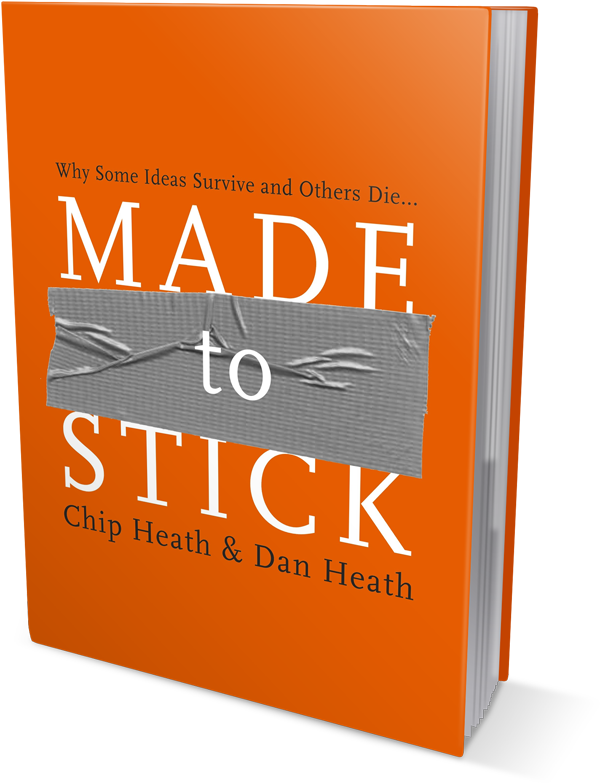 Why Some Ideas Survive and Others Die...
MADE
to
STICK
Chip Heath & Dan Heath